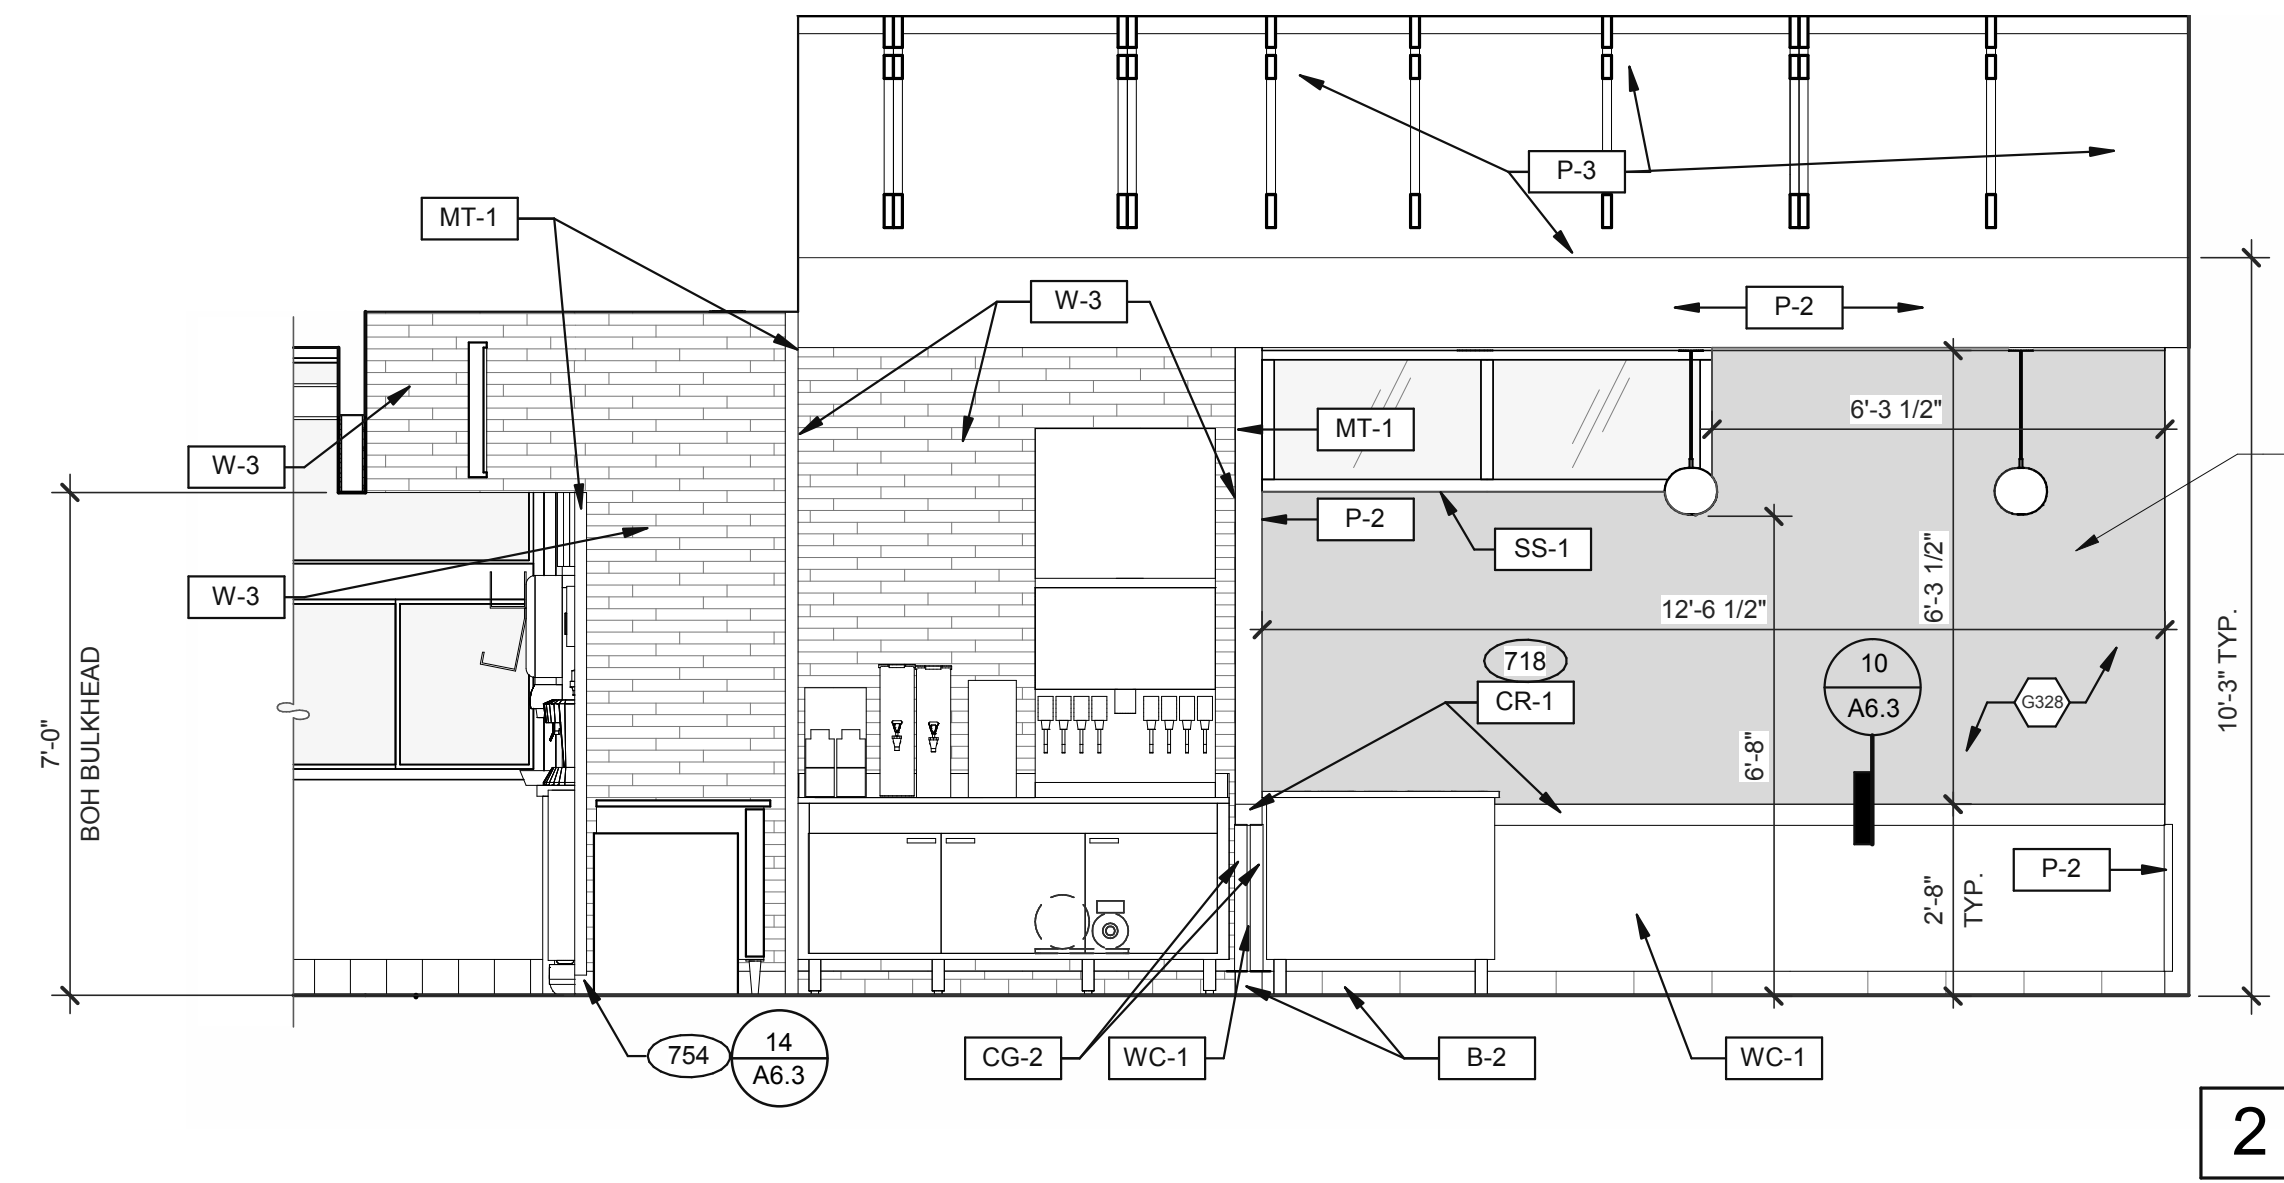 P-3
MT-1
W-3
P-2
6'-3 1/2"
MT-1
W-3
P-2
SS-1
W-3
12'-6 1/2"
6'-3 1/2"
718
CR-1
10
A6.3
G328
10'-3" TYP.
7'-0"
BOH BULKHEAD
6'-8"
P-2
2'-8"
TYP.
754
14
A6.3
CG-2
WC-1
B-2
WC-1
2